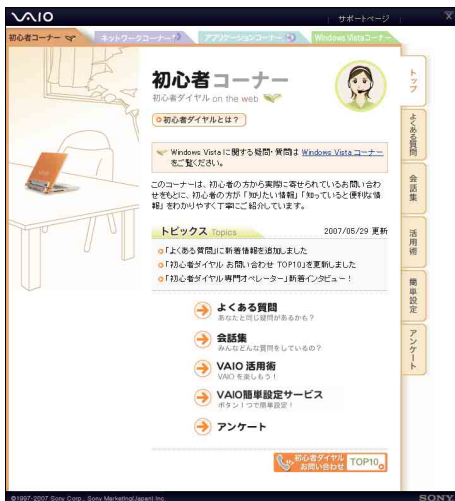 VAIO
サポートページ
X
初心者コーナー
ネットワークコーナー
アプリケーションコーナー
Windows Vistaコーナー
初心者コーナー
初心者ダイヤル on the web
初心者ダイヤルとは?
Windows Vistaに関する疑問・質問は Windows Vista コーナー
をご覧ください。
このコーナーは、初心者の方から実際に寄せられているお問い合わ
せをもとに、初心者の方が「知りたい情報」「知っていると便利な情
報」をわかりやすく丁寧にご紹介しています。
トピックス Topics
2007/05/29 更新
「よくある質問」に新着情報を追加しました
「初心者ダイヤル お問い合わせ TOP10」を更新しました
「初心者ダイヤル専門オペレーター」新着インタビュー!
よくある質問
あなたと同じ疑問があるかも?
会話集
みんなどんな質問をしているの?
VAIO 活用術
VAIO を楽しもう!
VAIO簡単設定サービス
ボタン1つで簡単設定!
アンケート
初心者ダイヤル
お問い合わせ
TOP10
トップ
よくある質問
会話集
活用術
簡単設定
アンケート
©1997-2007 Sony Corp., Sony Marketing(Japan) Inc.
SONY